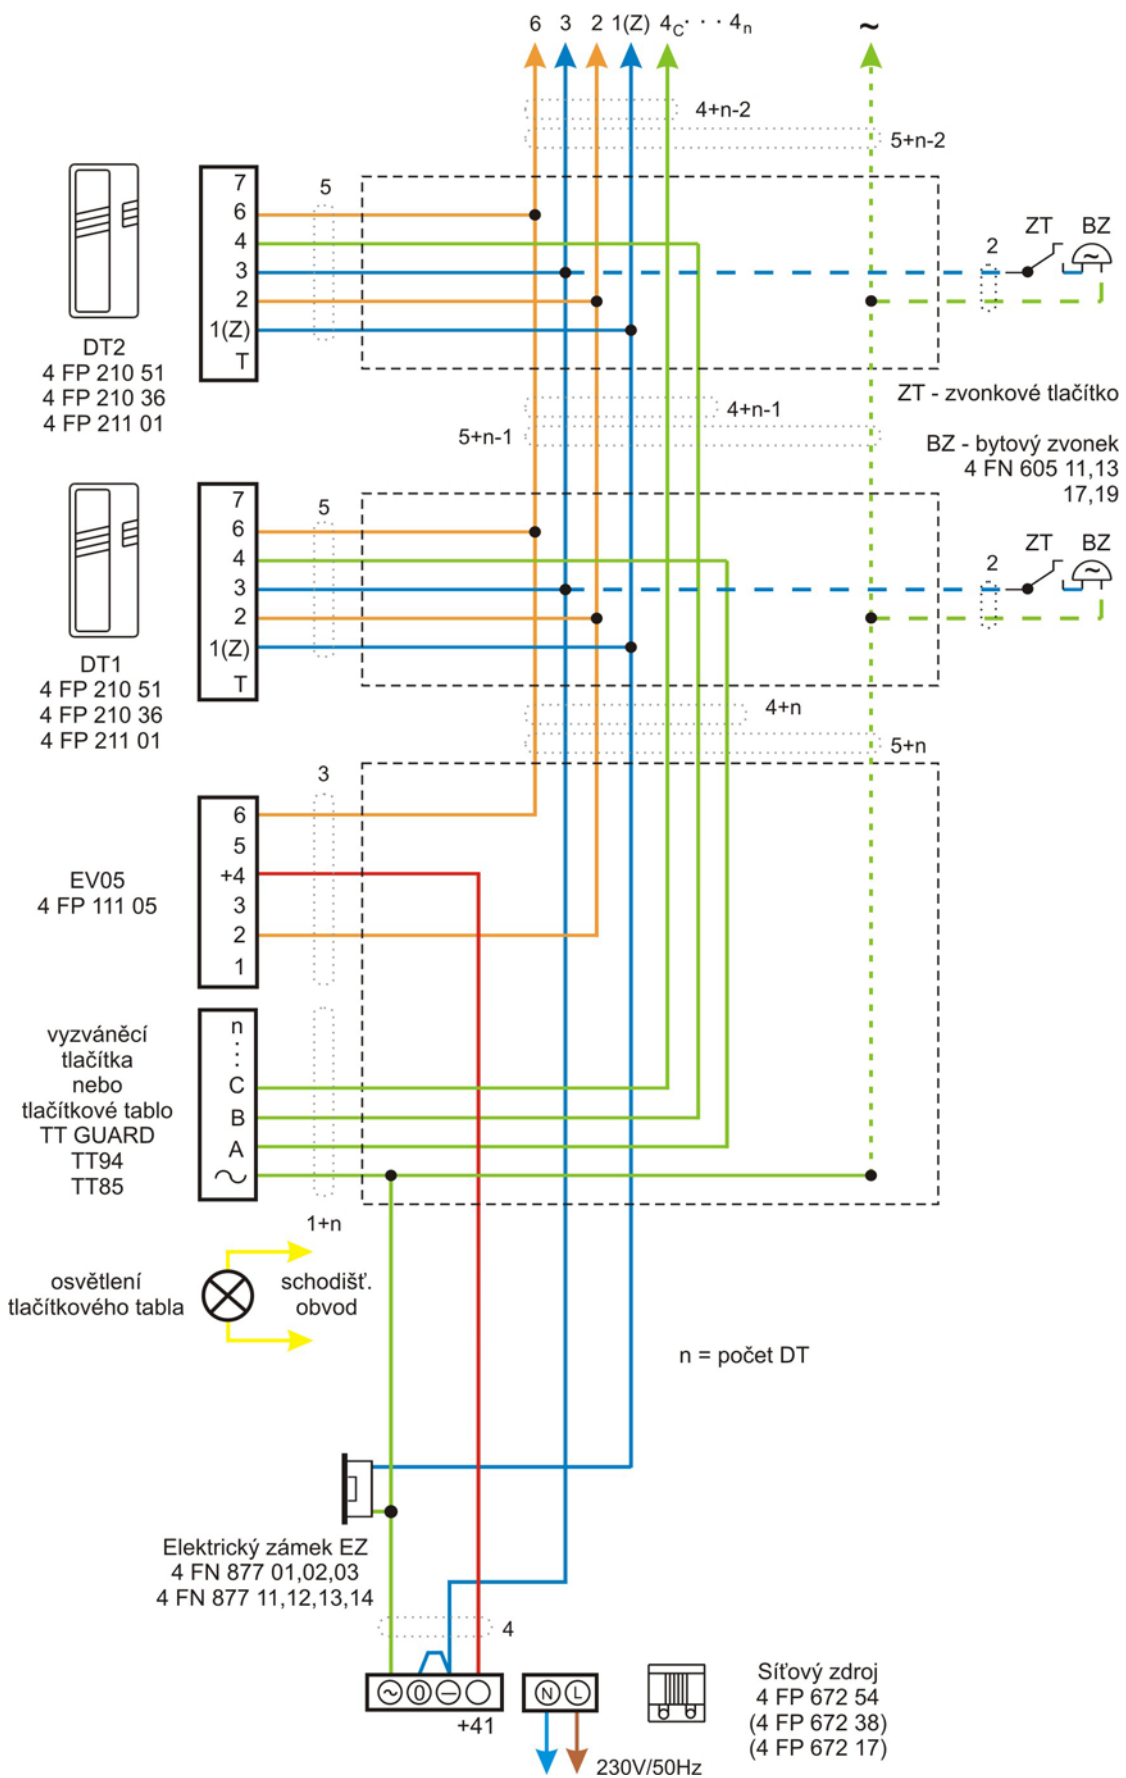 6 3 2 1(Z) 4C · · · 4n ~
4+n-2
5+n-2
7
6
4
3
2
1(Z)
T
5
DT2
4 FP 210 51
4 FP 210 36
4 FP 211 01
2
ZT BZ
~
ZT - zvonkové tlačítko
4+n-1
5+n-1
BZ - bytový zvonek
4 FN 605 11,13
17,19
7
6
4
3
2
1(Z)
T
5
DT1
4 FP 210 51
4 FP 210 36
4 FP 211 01
2
ZT BZ
~
4+n
5+n
3
6
5
+4
3
2
1
EV05
4 FP 111 05
vyzváněcí
tlačítka
nebo
tlačítkové tablo
TT GUARD
TT94
TT85
n
C
B
A
~
1+n
osvětlení
tlačítkového tabla
schodišť.
obvod
n = počet DT
Elektrický zámek EZ
4 FN 877 01,02,03
4 FN 877 11,12,13,14
4
~ 0 –
+41
N L
230V/50Hz
Síťový zdroj
4 FP 672 54
(4 FP 672 38)
(4 FP 672 17)